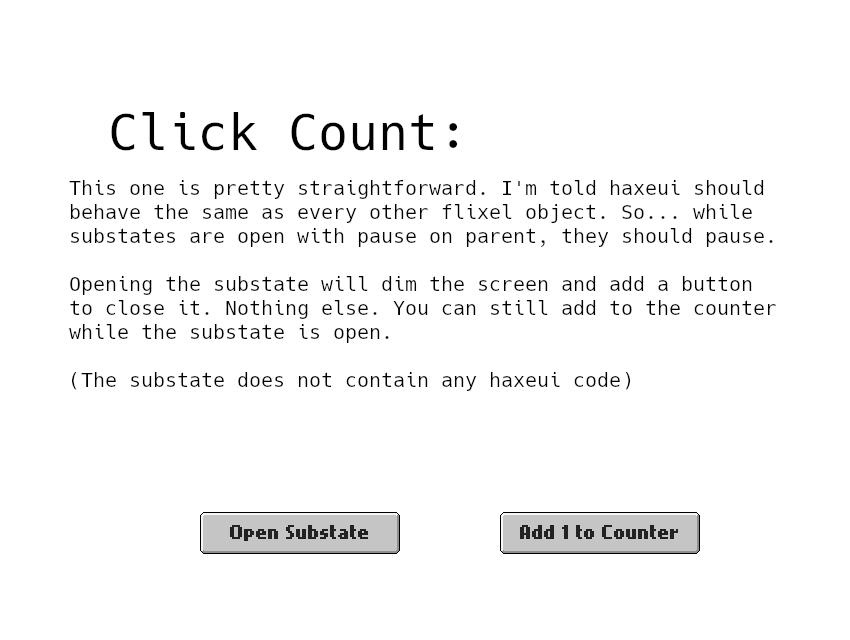 Click Count:
This one is pretty straightforward. I'm told haxeui should
behave the same as every other flixel object. So... while
substates are open with pause on parent, they should pause.
Opening the substate will dim the screen and add a button
to close it. Nothing else. You can still add to the counter
while the substate is open.
(The substate does not contain any haxeui code)
Open Substate
Add 1 to Counter